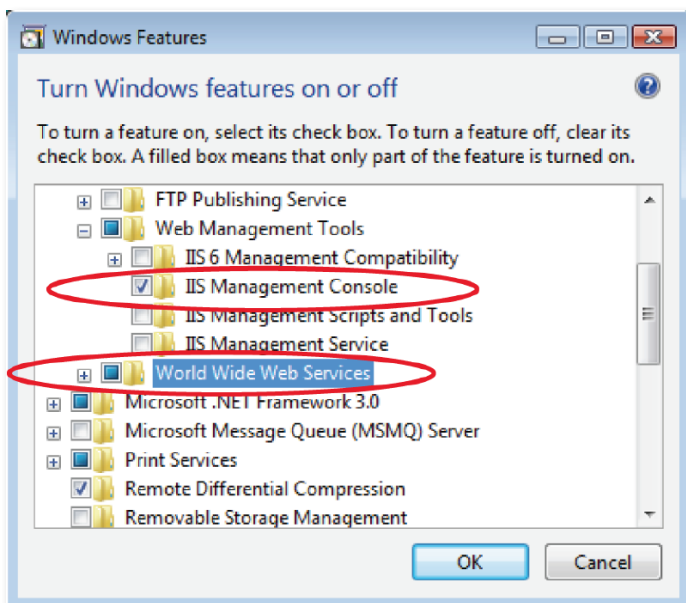 Windows Features
Turn Windows features on or off
To turn a feature on, select its check box. To turn a feature off, clear its
check box. A filled box means that only part of the feature is turned on.
FTP Publishing Service
Web Management Tools
IIS 6 Management Compatibility
IIS Management Console
IIS Management Scripts and Tools
IIS Management Service
World Wide Web Services
Microsoft .NET Framework 3.0
Microsoft Message Queue (MSMQ) Server
Print Services
Remote Differential Compression
Removable Storage Management
OK Cancel